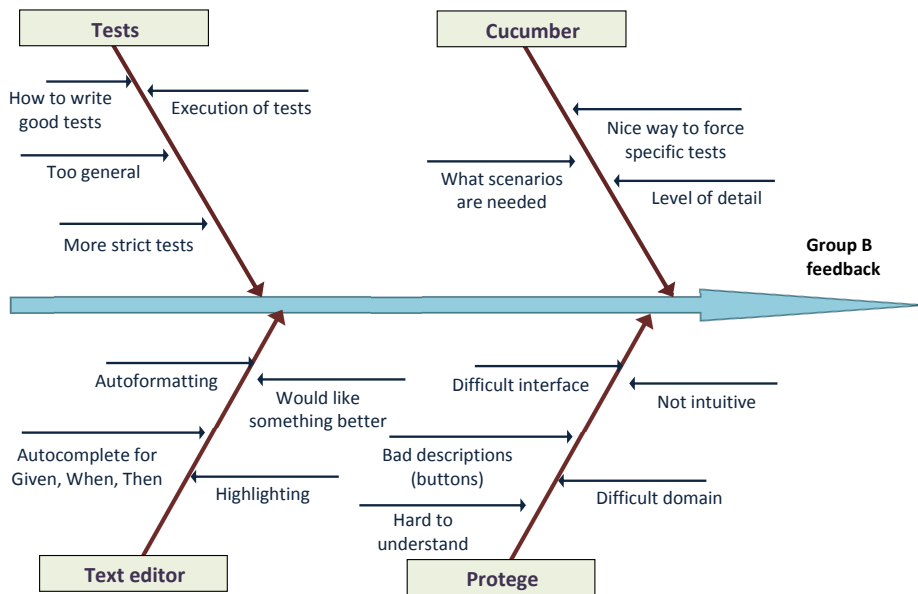 Tests
Cucumber
How to write
good tests
Execution of tests
Too general
More strict tests
Nice way to force
specific tests
What scenarios
are needed
Level of detail
Group B
feedback
Autoformatting
Would like
something better
Autocomplete for
Given, When, Then
Highlighting
Difficult interface
Not intuitive
Bad descriptions
(buttons)
Difficult domain
Hard to
understand
Text editor
Protege